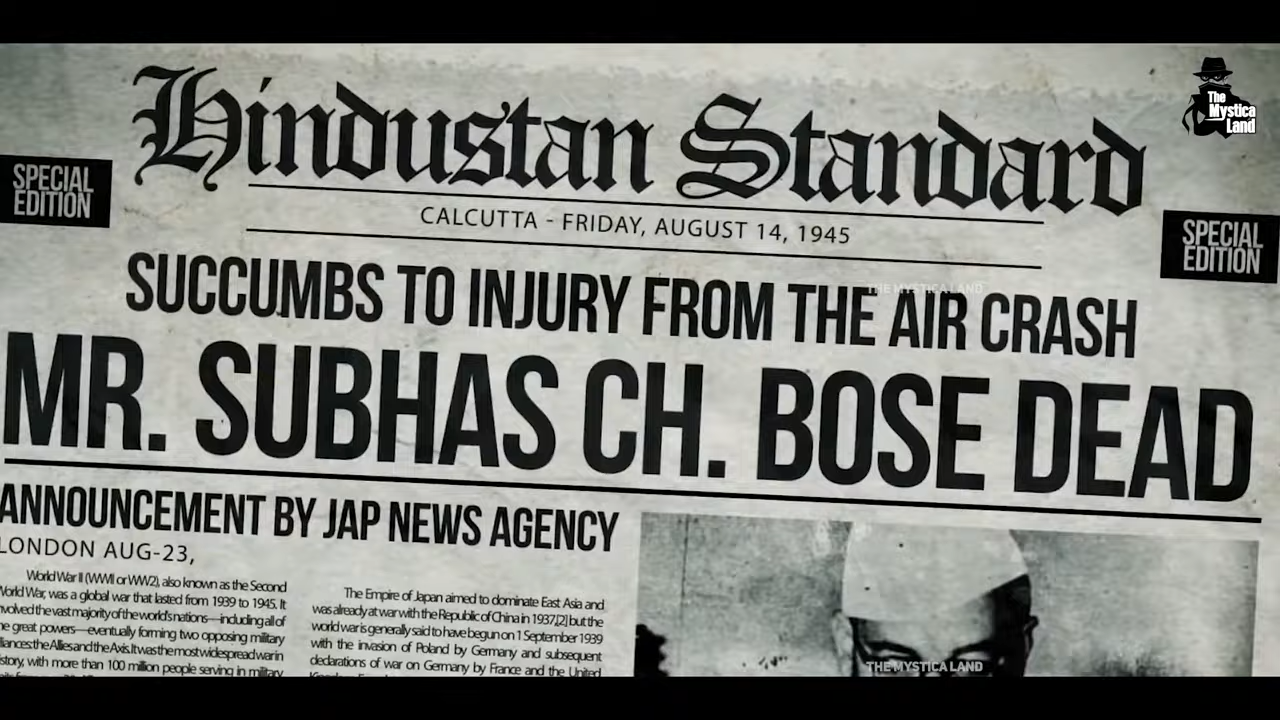 Hindustan Standard
The
Mystica
Land
SPECIAL
EDITION
CALCUTTA - FRIDAY, AUGUST 14, 1945
SPECIAL
EDITION
SUCCUMBS TO INJURY FROM THE AIR CRASH
THE MYSTICA LAND
MR. SUBHAS CH. BOSE DEAD
ANNOUNCEMENT BY JAP NEWS AGENCY
LONDON AUG-23,
World War II (WWII or WW2), also known as the Second
World War, was a global war that lasted from 1939 to 1945. It
nvolved the vast majority of the world's nations—including all of
he great powers—eventually forming two opposing military
lliances: the Allies and the Axis. It was the most widespread war in
istory, with more than 100 million people serving in military
The Empire of Japan aimed to dominate East Asia and
was already at war with the Republic of China in 1937,[2] but the
world war is generally said to have begun on 1 September 1939
with the invasion of Poland by Germany and subsequent
declarations of war on Germany by France and the United
THE MYSTICA LAND